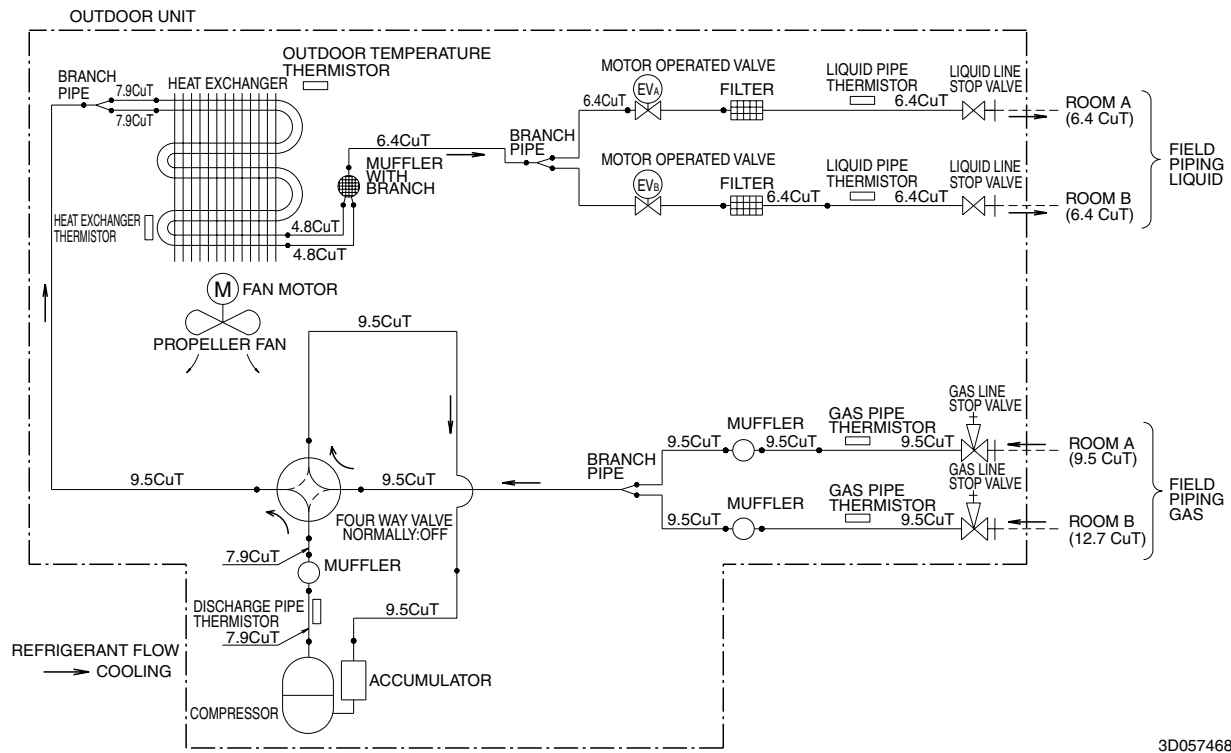 OUTDOOR UNIT
BRANCH
PIPE
7.9CuT
7.9CuT
HEAT EXCHANGER
OUTDOOR TEMPERATURE
THERMISTOR
6.4CuT
MUFFLER
WITH
BRANCH
HEAT EXCHANGER
THERMISTOR
4.8CuT
4.8CuT
M
FAN MOTOR
PROPELLER FAN
BRANCH
PIPE
MOTOR OPERATED VALVE
6.4CuT
EVA
FILTER
LIQUID PIPE
THERMISTOR
6.4CuT
LIQUID LINE
STOP VALVE
ROOM A
(6.4 CuT)
MOTOR OPERATED VALVE
EVB
FILTER
6.4CuT
LIQUID PIPE
THERMISTOR
6.4CuT
LIQUID LINE
STOP VALVE
ROOM B
(6.4 CuT)
FIELD
PIPING
LIQUID
9.5CuT
9.5CuT
9.5CuT
FOUR WAY VALVE
NORMALLY:OFF
BRANCH
PIPE
9.5CuT
MUFFLER
9.5CuT
GAS PIPE
THERMISTOR
9.5CuT
GAS LINE
STOP VALVE
ROOM A
(9.5 CuT)
9.5CuT
MUFFLER
GAS PIPE
THERMISTOR
9.5CuT
GAS LINE
STOP VALVE
ROOM B
(12.7 CuT)
FIELD
PIPING
GAS
7.9CuT
MUFFLER
DISCHARGE PIPE
THERMISTOR
7.9CuT
9.5CuT
ACCUMULATOR
COMPRESSOR
REFRIGERANT FLOW
COOLING
3D057468